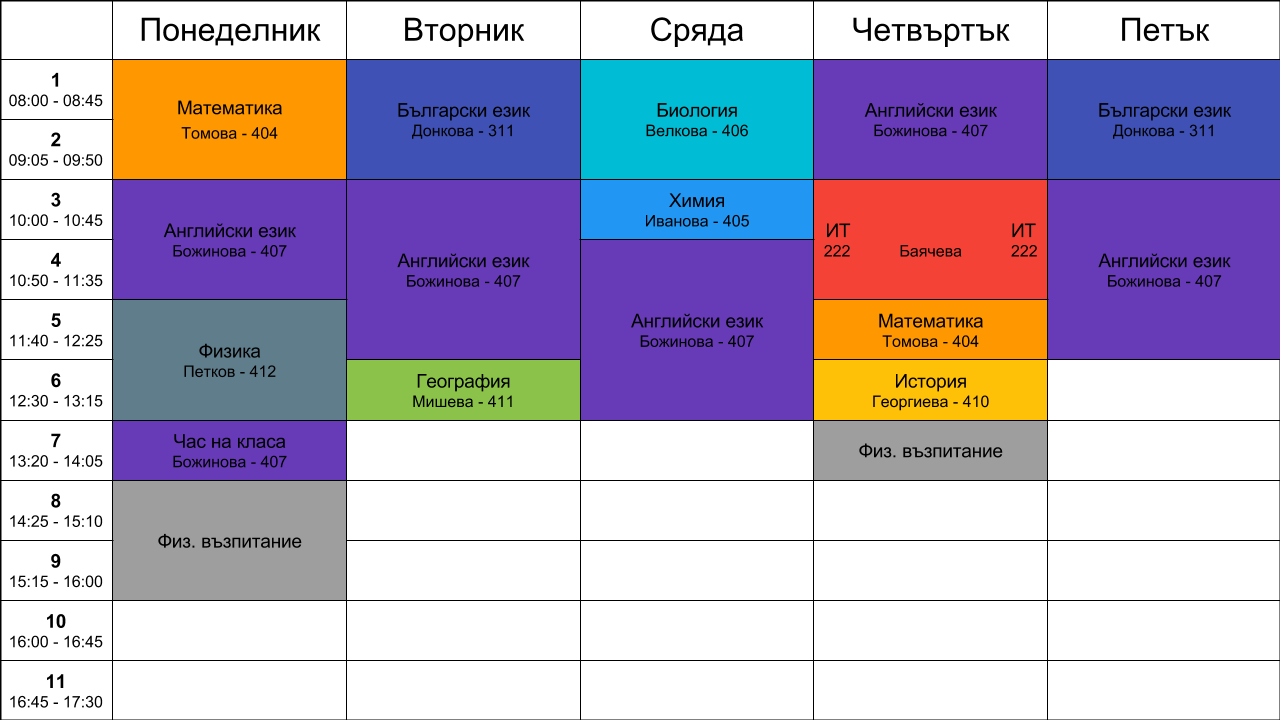 Понеделник Вторник Сряда Четвъртък Петък
1
08:00 - 08:45
2
09:05 - 09:50
3
10:00 - 10:45
4
10:50 - 11:35
5
11:40 - 12:25
6
12:30 - 13:15
7
13:20 - 14:05
8
14:25 - 15:10
9
15:15 - 16:00
10
16:00 - 16:45
11
16:45 - 17:30
Математика
Томова - 404
Английски език
Божинова - 407
Физика
Петков - 412
Час на класа
Божинова - 407
Физ. възпитание
Български език
Донкова - 311
Английски език
Божинова - 407
География
Мишева - 411
Биология
Велкова - 406
Химия
Иванова - 405
Английски език
Божинова - 407
Английски език
Божинова - 407
ИТ ИТ
222 Баячева 222
Математика
Томова - 404
История
Георгиева - 410
Физ. възпитание
Български език
Донкова - 311
Английски език
Божинова - 407